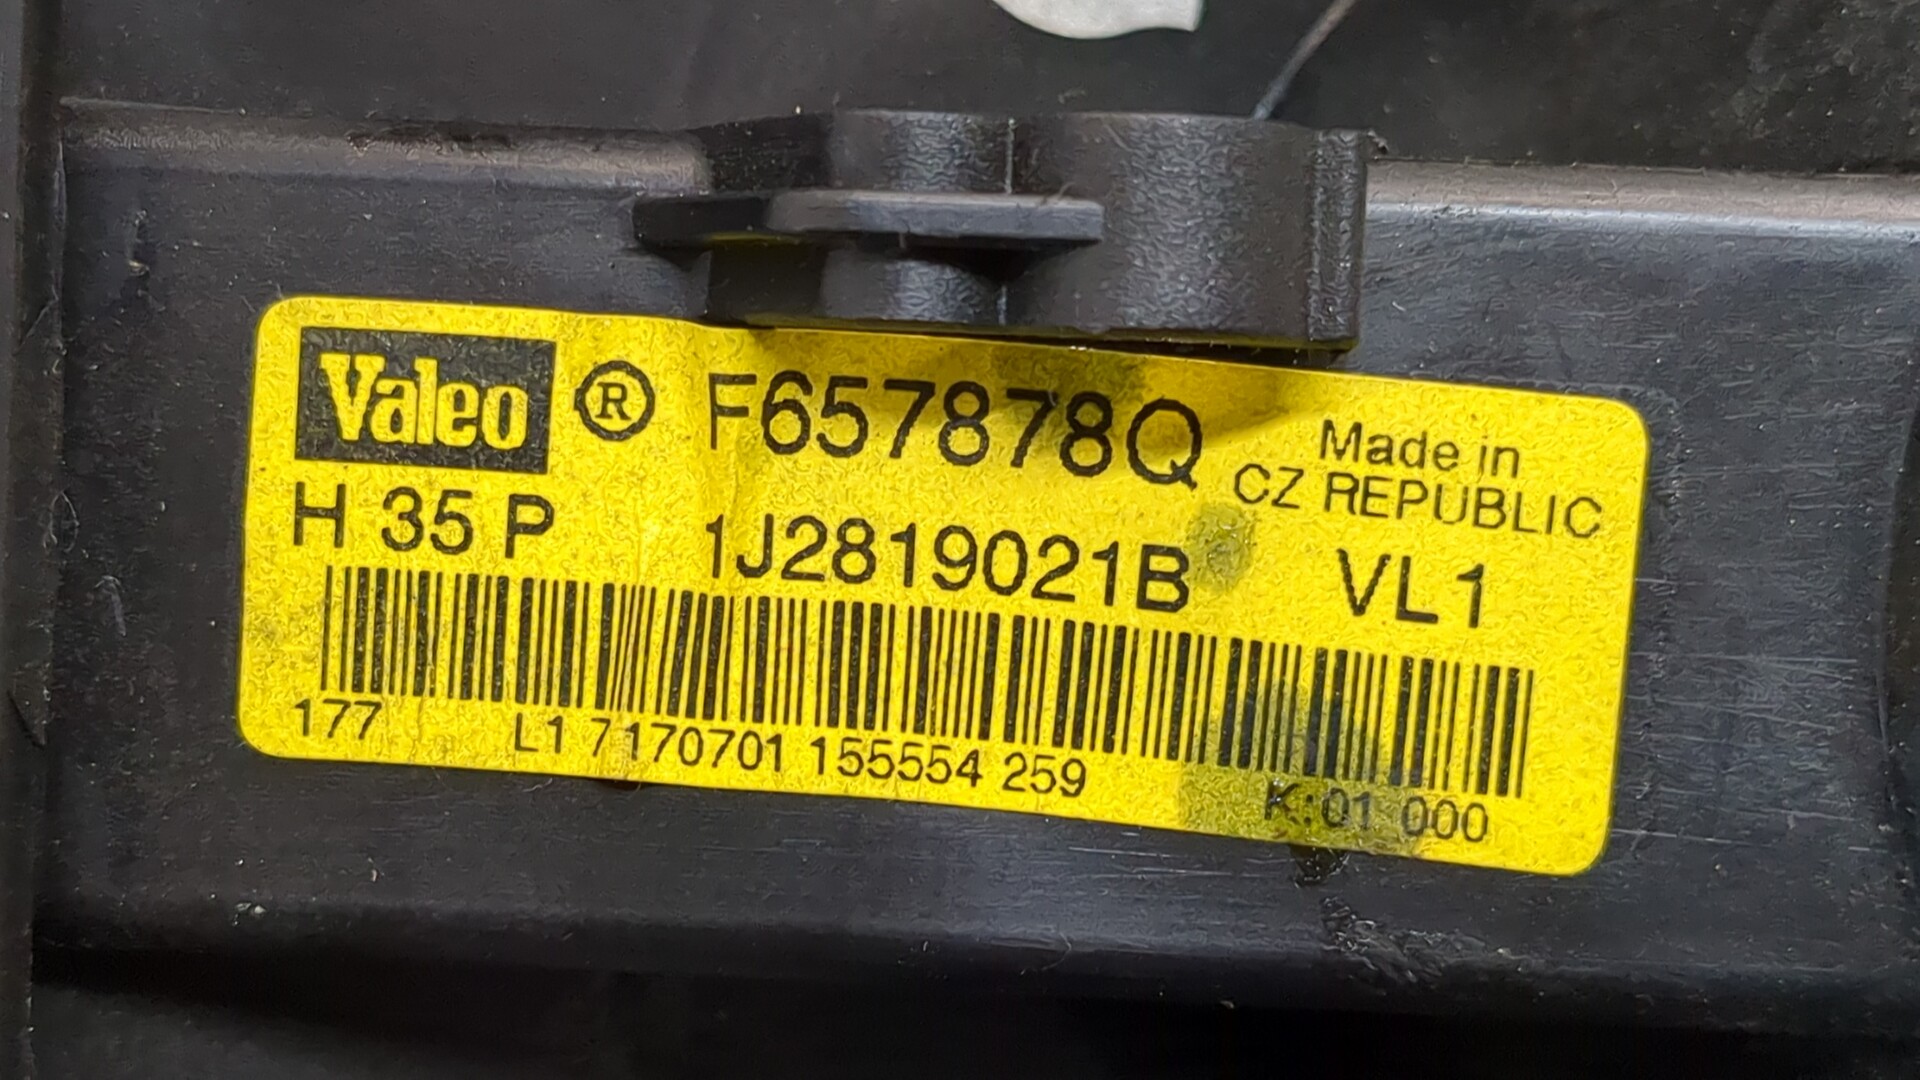 Valeo ® F657878Q
Made in
CZ REPUBLIC
H 35 P 1J2819021B VL1
177 L1 7170701 155554 259
K:01 000